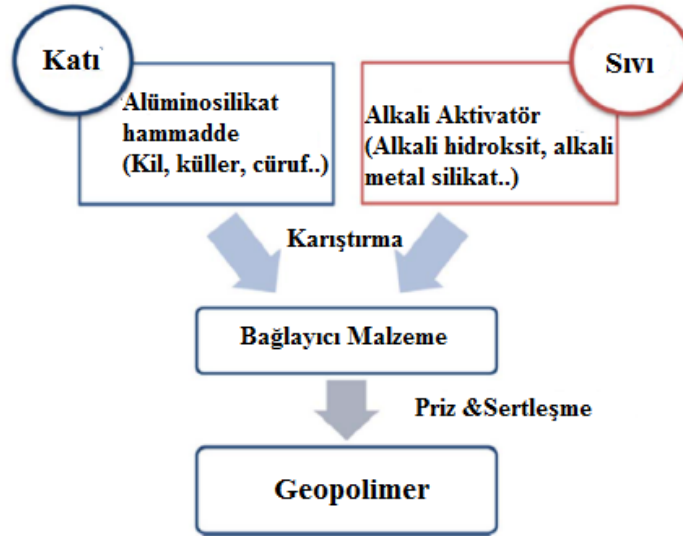 Katı
Sıvı
Alüminosilikat
hammadde
(Kil, küller, cüruf..)
Alkali Aktivatör
(Alkali hidroksit, alkali
metal silikat..)
Karıştırma
Bağlayıcı Malzeme
Priz &Sertleşme
Geopolimer